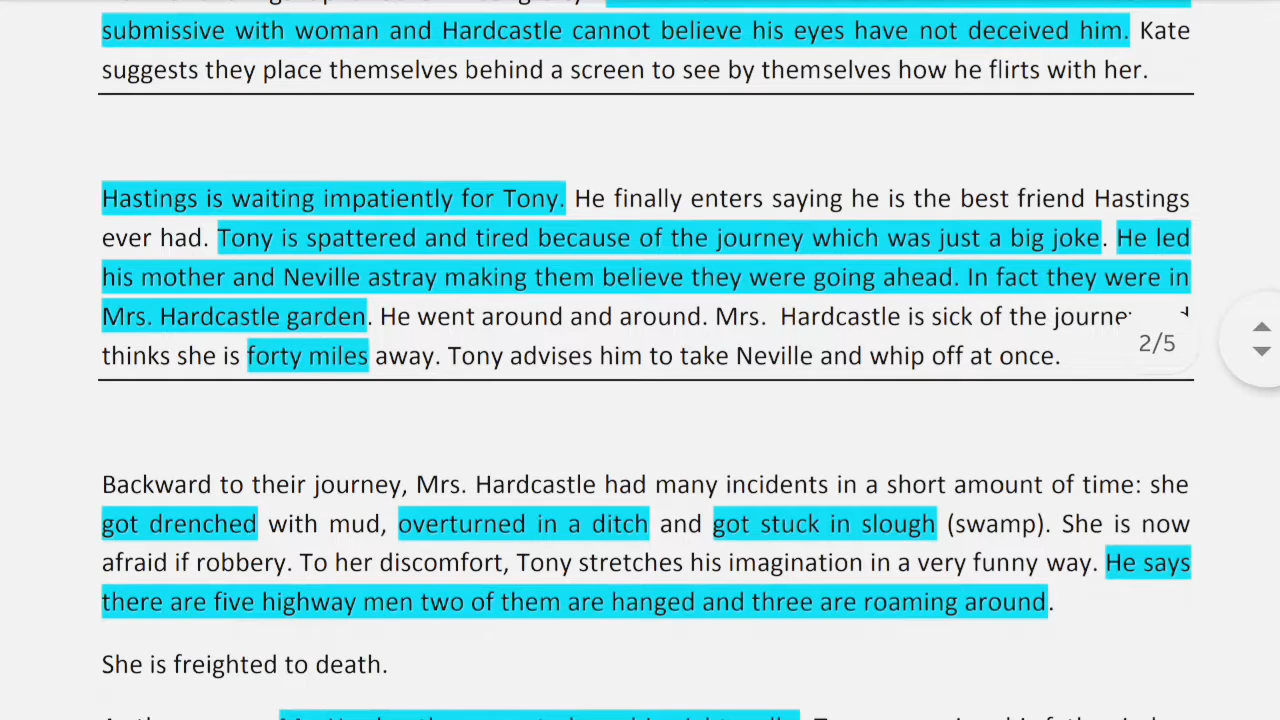 submissive with woman and Hardcastle cannot believe his eyes have not deceived him. Kate
suggests they place themselves behind a screen to see by themselves how he flirts with her.
Hastings is waiting impatiently for Tony. He finally enters saying he is the best friend Hastings
ever had. Tony is spattered and tired because of the journey which was just a big joke. He led
his mother and Neville astray making them believe they were going ahead. In fact they were in
Mrs. Hardcastle garden. He went around and around. Mrs. Hardcastle is sick of the
thinks she is forty miles away. Tony advises him to take Neville and whip off at once.
2/5
Backward to their journey, Mrs. Hardcastle had many incidents in a short amount of time: she
got drenched with mud, overturned in a ditch and got stuck in slough (swamp). She is now
afraid if robbery. To her discomfort, Tony stretches his imagination in a very funny way. He says
there are five highway men two of them are hanged and three are roaming around.
She is freighted to death.